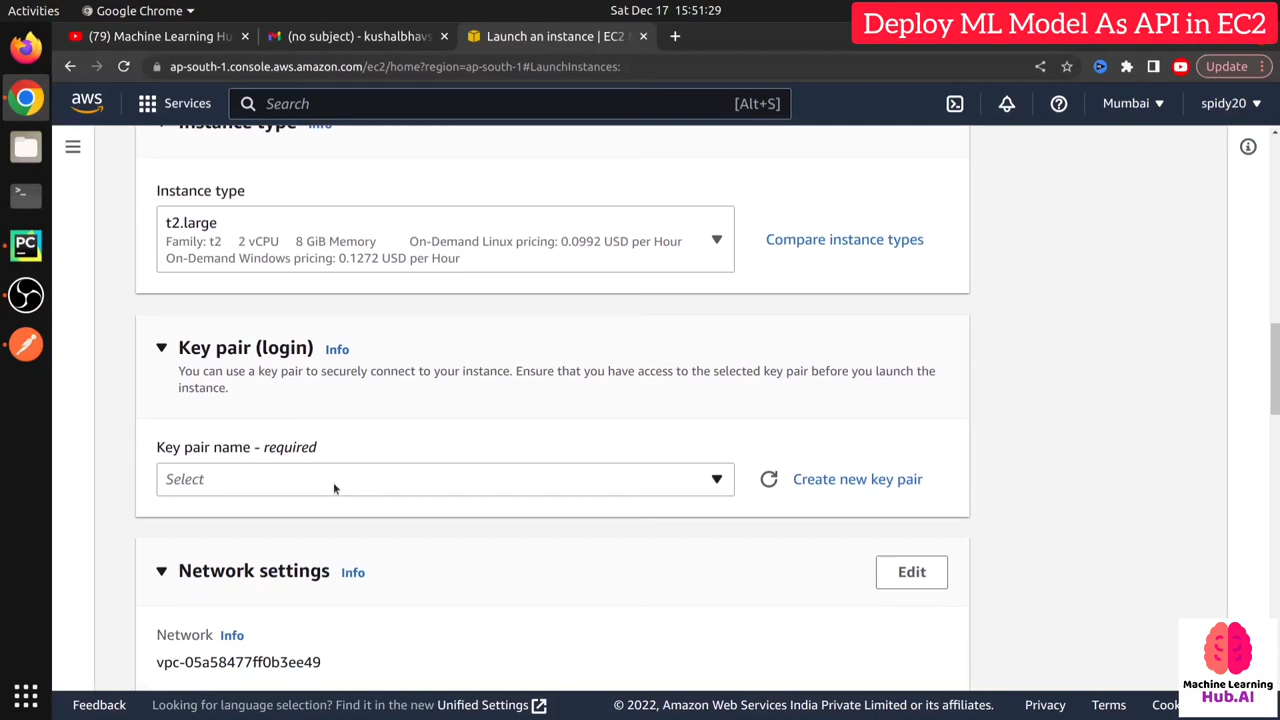 Activities
Google Chrome
Sat Dec 17 15:51:29
Deploy ML Model As API in EC2
(79) Machine Learning Hu
(no subject) - vishalbh.sv
Launch an instance | EC2 M
ap-south-1.console.aws.amazon.com/ec2/home?region=ap-south-1#LaunchInstances:
Update
aws
Services
Search
[Alt+S]
Mumbai
spidy20
Instance type Info
Instance type
t2.large
Family: t2 2 vCPU 8 GiB Memory On-Demand Linux pricing: 0.0992 USD per Hour
On-Demand Windows pricing: 0.1272 USD per Hour
Compare instance types
Key pair (login) Info
You can use a key pair to securely connect to your instance. Ensure that you have access to the selected key pair before you launch the
instance.
Key pair name - required
Select
Create new key pair
Network settings Info
Edit
Network Info
vpc-05a58477ff0b3ee49
PC
Machine Learning
Hub.AI
Feedback
Looking for language selection? Find it in the new Unified Settings
© 2022, Amazon Web Services India Private Limited or its affiliates.
Privacy
Terms
Cook